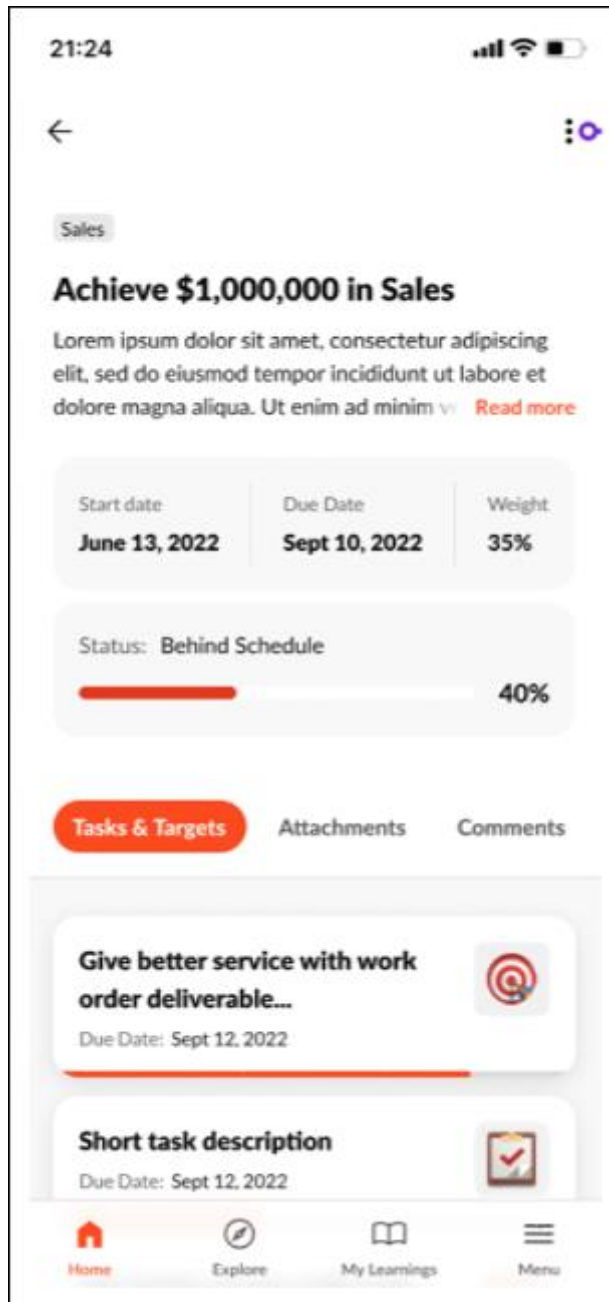 21:24
Sales
Achieve $1,000,000 in Sales
Lorem ipsum dolor sit amet, consectetur adipiscing
elit, sed do eiusmod tempor incididunt ut labore et
dolore magna aliqua. Ut enim ad minim Read more
Start date Due Date Weight
June 13, 2022 Sept 10, 2022 35%
Status: Behind Schedule
40%
Tasks & Targets Attachments Comments
Give better service with work
order deliverable...
Due Date: Sept 12, 2022
Short task description
Due Date: Sept 12, 2022
Home Explore My Learnings Menu